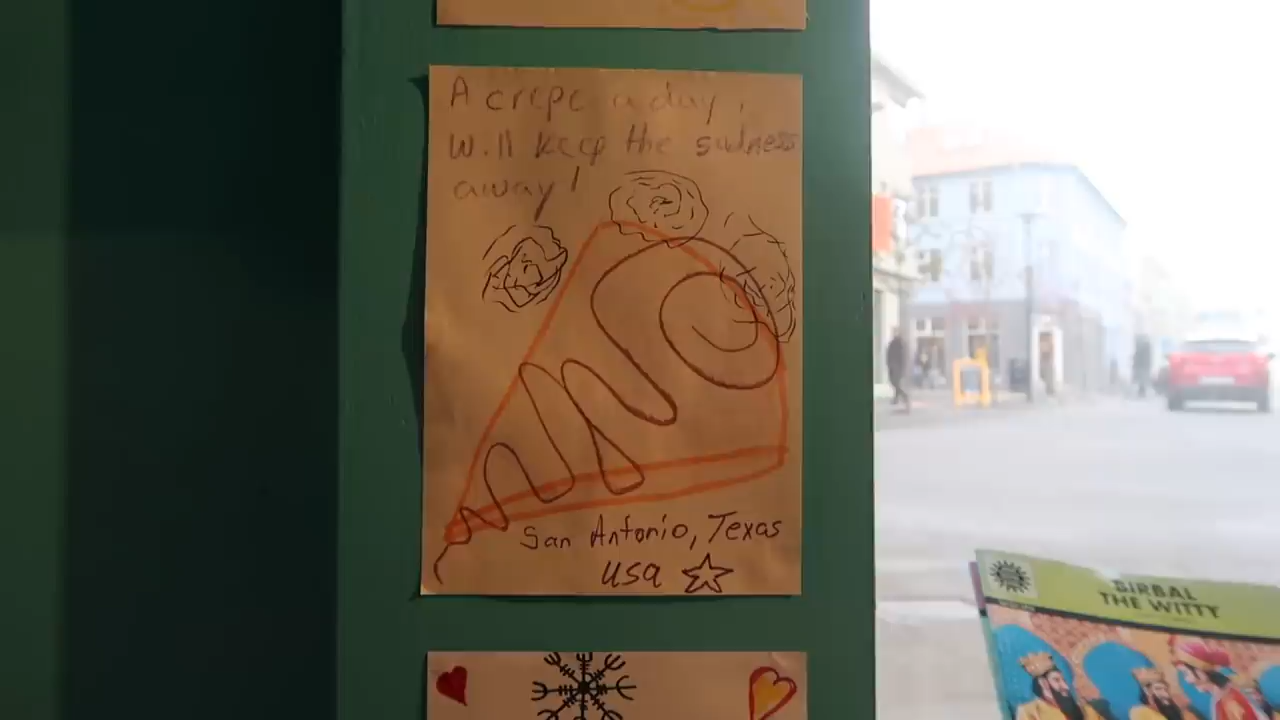 A crepe a day,
Will keep the sadness
away!
San Antonio, Texas
USA
BIRBAL
THE WITTY